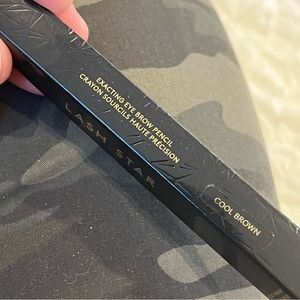 EXACTING EYE BROW PENCIL
CRAYON SOURCILS HAUTE PRÉCISION
LASH STAR
COOL BROWN